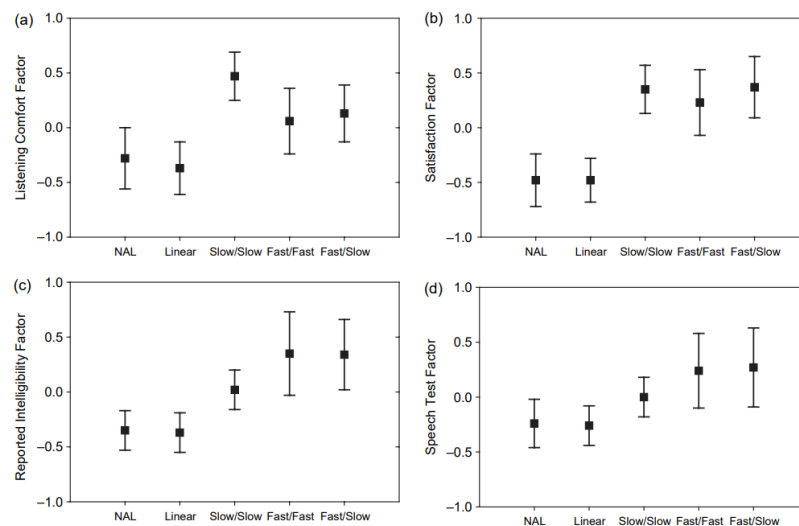 (a)
Listening Comfort Factor
1.0
0.5
0.0
–0.5
–1.0
NAL Linear Slow/Slow Fast/Fast Fast/Slow
(b)
Satisfaction Factor
1.0
0.5
0.0
–0.5
–1.0
NAL Linear Slow/Slow Fast/Fast Fast/Slow
(c)
Reported Intelligibility Factor
1.0
0.5
0.0
–0.5
–1.0
NAL Linear Slow/Slow Fast/Fast Fast/Slow
(d)
Speech Test Factor
1.0
0.5
0.0
–0.5
–1.0
NAL Linear Slow/Slow Fast/Fast Fast/Slow